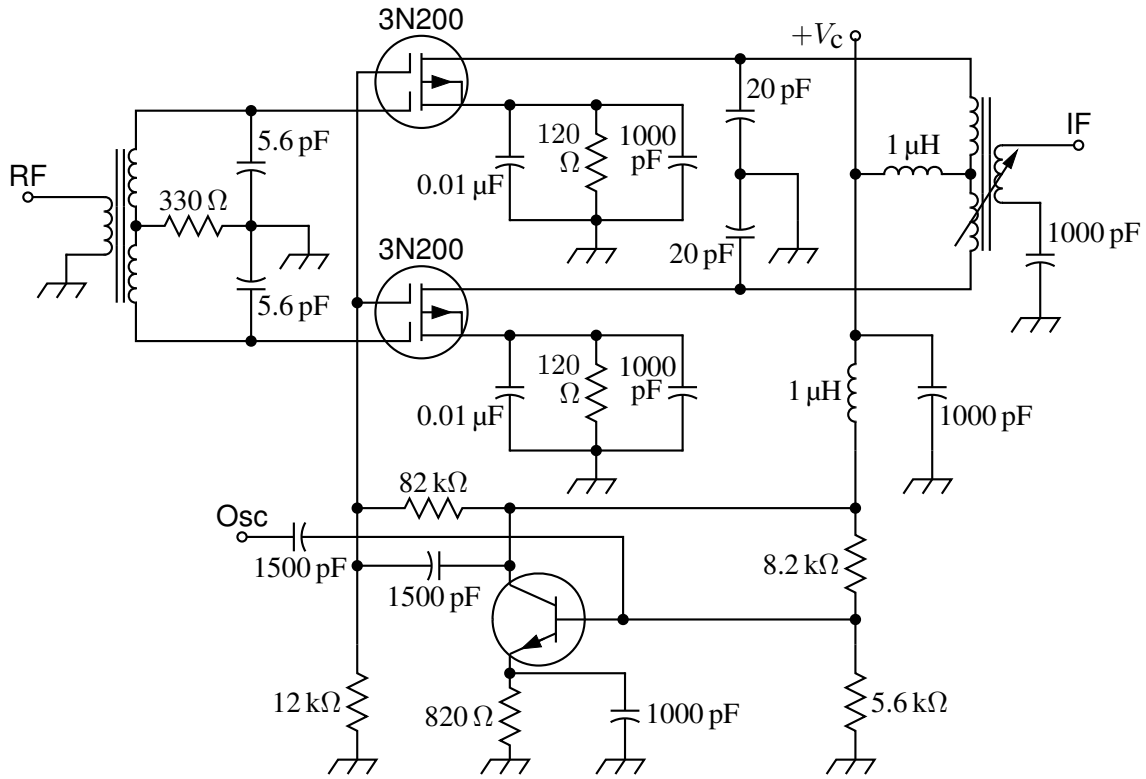 3N200
+Vc
20 pF
5.6 pF
120
Ω
1000
pF
IF
1 µH
0.01 µF
RF
330 Ω
1000 pF
3N200
20 pF
5.6 pF
120
Ω
1000
pF
1 µH
0.01 µF
1000 pF
82 kΩ
Osc
1500 pF
8.2 kΩ
1500 pF
12 kΩ
820 Ω
1000 pF
5.6 kΩ